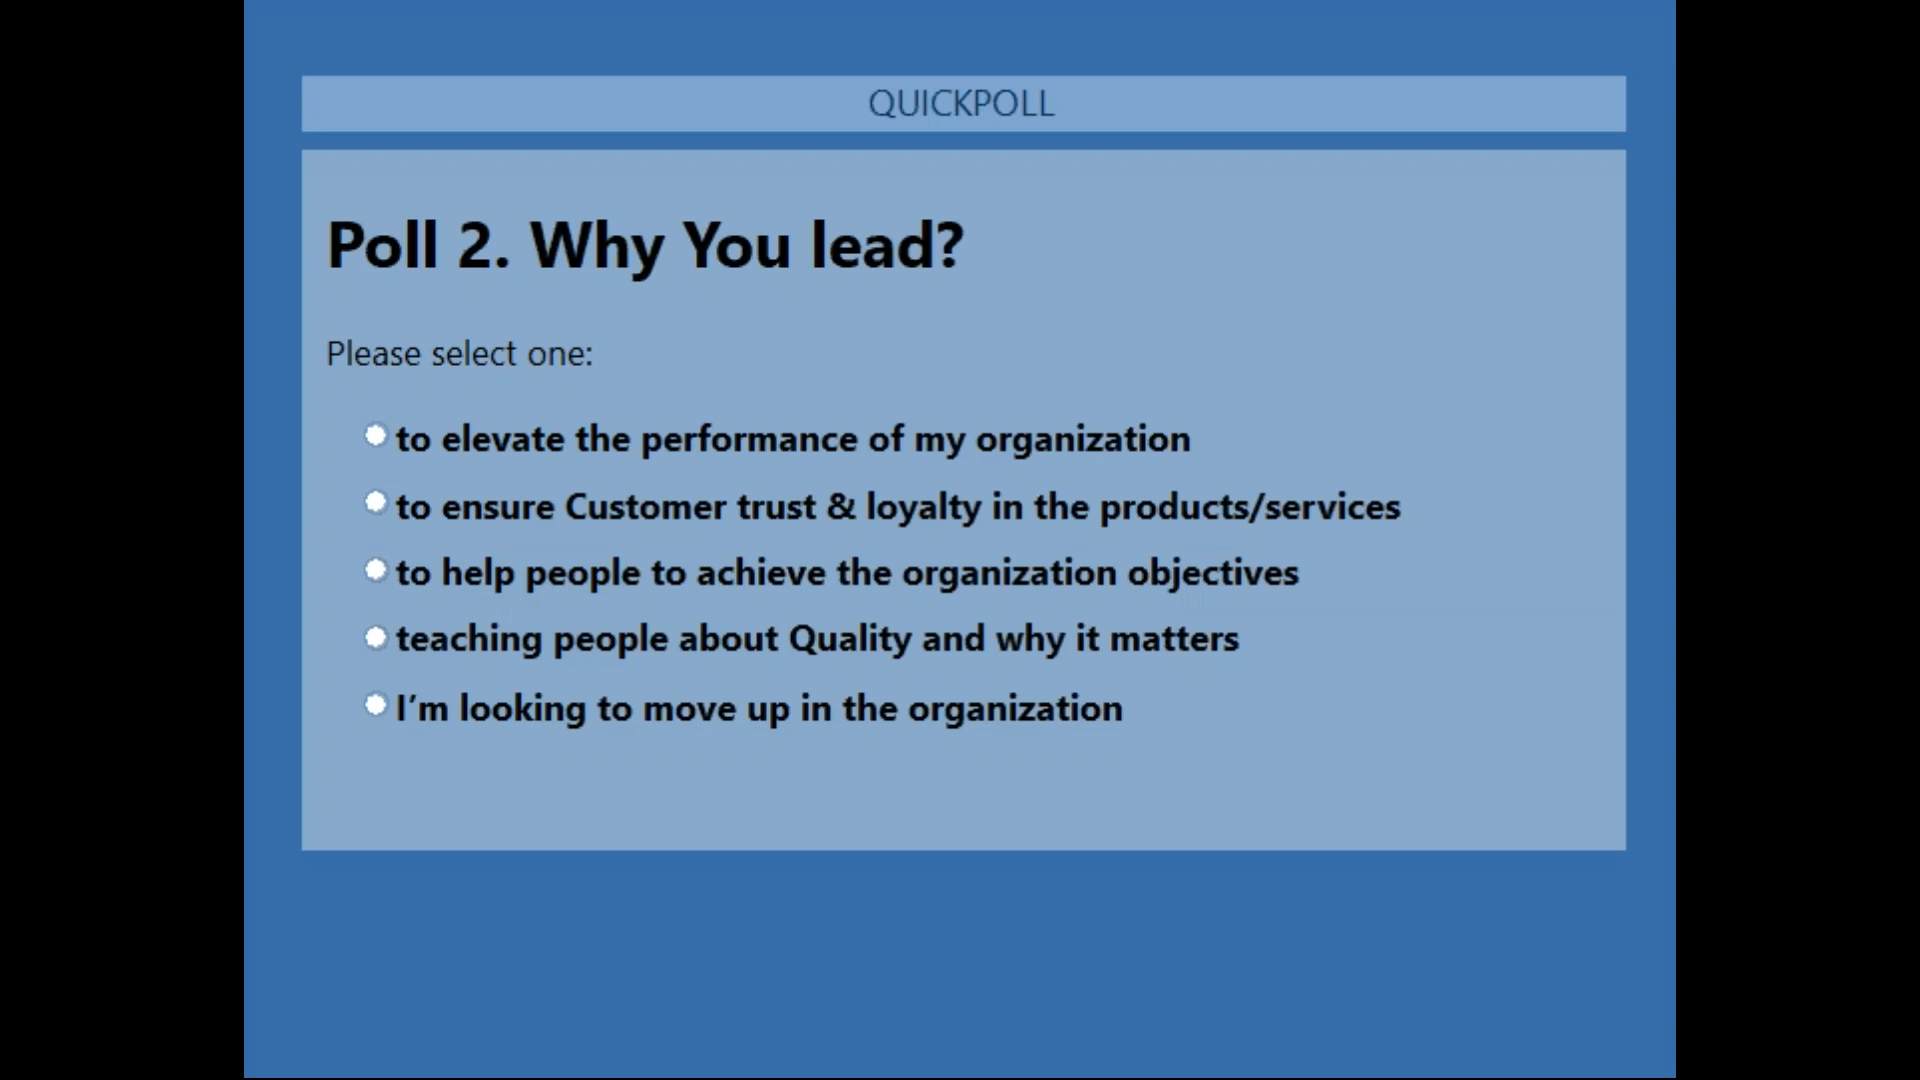 QUICKPOLL
Poll 2. Why You lead?
Please select one:
to elevate the performance of my organization
to ensure Customer trust & loyalty in the products/services
to help people to achieve the organization objectives
teaching people about Quality and why it matters
I’m looking to move up in the organization